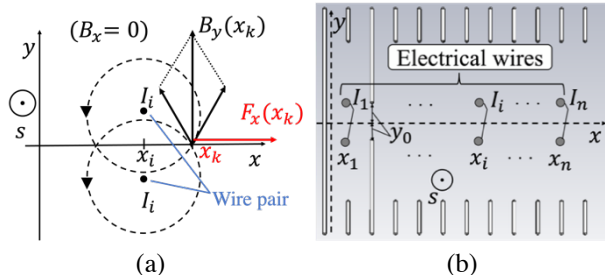 y
(Bₓ= 0)
B_y(x_k)
I_i
F_x(x_k)
s
x_i
x_k
x
I_i
Wire pair
(a)
y
Electrical wires
I_1
. . .
I_i
. . .
I_n
y_0
x_1
. . .
x_i
. . .
x_n
s
x
(b)